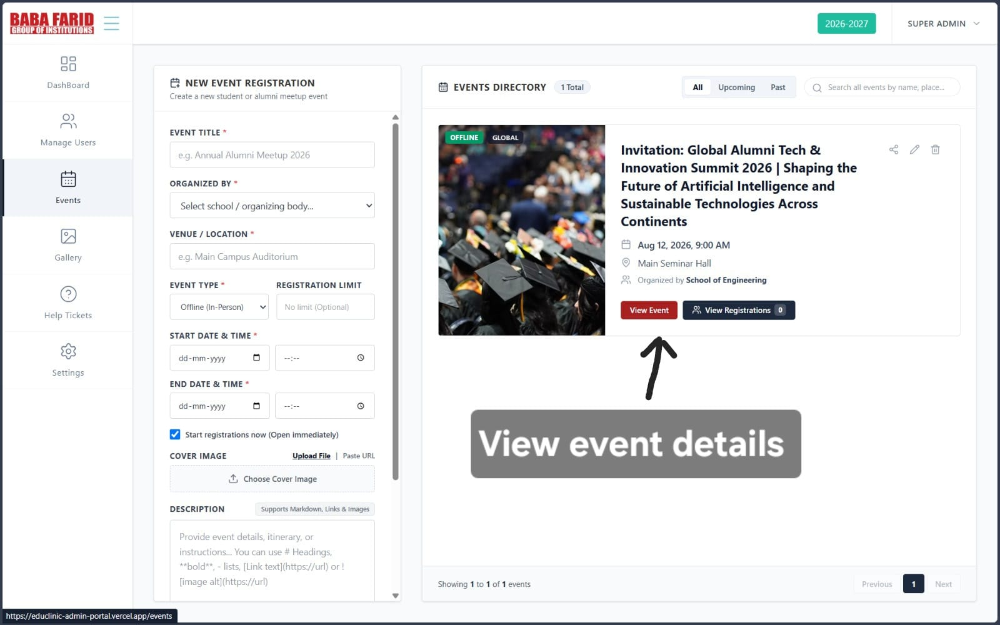 BABA FARID
GROUP OF INSTITUTIONS
2026-2027
SUPER ADMIN
DashBoard
Manage Users
Events
Gallery
Help Tickets
Settings
NEW EVENT REGISTRATION
Create a new student or alumni meetup event
EVENT TITLE *
e.g. Annual Alumni Meetup 2026
ORGANIZED BY *
Select school / organizing body...
VENUE / LOCATION *
e.g. Main Campus Auditorium
EVENT TYPE * REGISTRATION LIMIT
Offline (In-Person) No limit (Optional)
START DATE & TIME *
dd-mm-yyyy --:--
END DATE & TIME *
dd-mm-yyyy --:--
Start registrations now (Open immediately)
COVER IMAGE Upload File | Paste URL
Choose Cover Image
DESCRIPTION Supports Markdown, Links & Images
Provide event details, itinerary, or
instructions... You can use # Headings,
**bold**, - lists, [Link text](https://url) or !
[image alt](https://url)
EVENTS DIRECTORY 1 Total
All Upcoming Past
Search all events by name, place...
OFFLINE GLOBAL
Invitation: Global Alumni Tech &
Innovation Summit 2026 | Shaping the
Future of Artificial Intelligence and
Sustainable Technologies Across
Continents
Aug 12, 2026, 9:00 AM
Main Seminar Hall
Organized by School of Engineering
View Event View Registrations 0
View event details
Showing 1 to 1 of 1 events
Previous 1 Next
https://educlinic-admin-portal.vercel.app/events